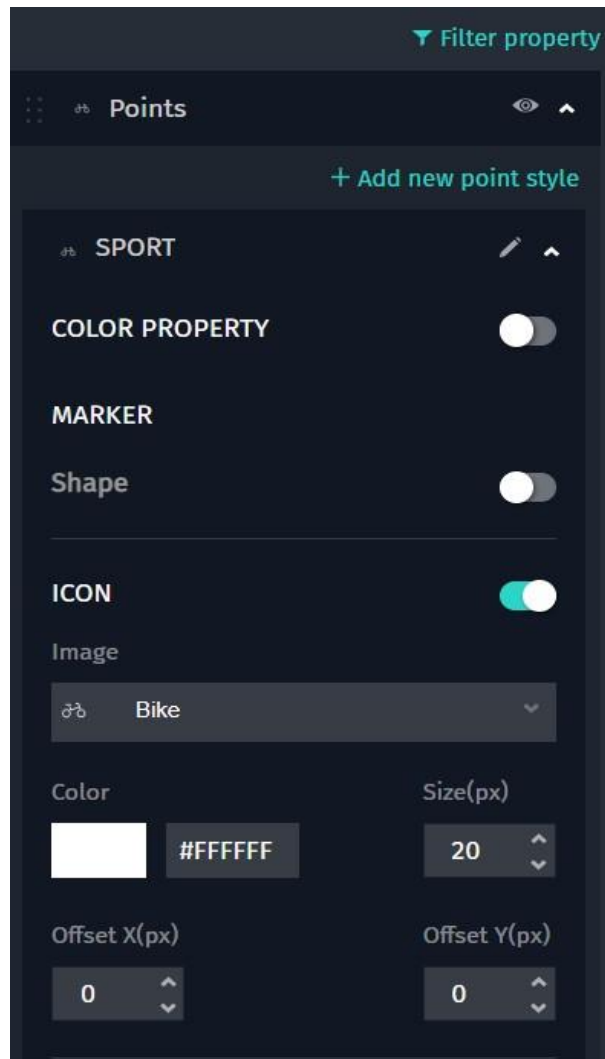 Filter property
Points
+ Add new point style
SPORT
COLOR PROPERTY
MARKER
Shape
ICON
Image
Bike
Color Size(px)
#FFFFFF 20
Offset X(px) Offset Y(px)
0 0